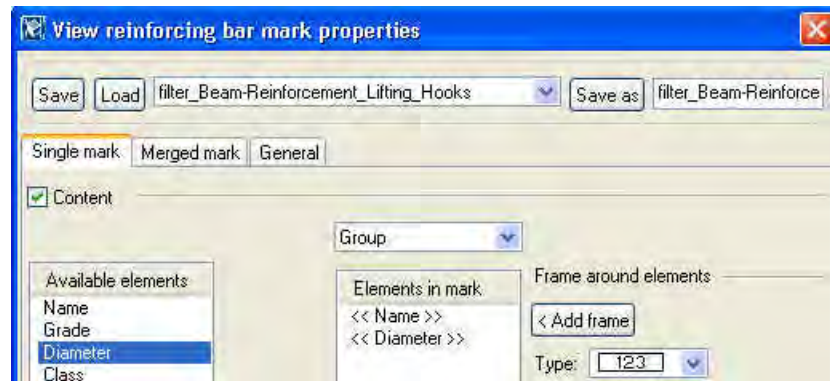 View reinforcing bar mark properties
Save Load filter_Beam-Reinforcement_Lifting_Hooks Save as filter_Beam-Reinforce
Single mark Merged mark General
Content
Group
Available elements Elements in mark Frame around elements
Name << Name >> < Add frame
Grade << Diameter >>
Diameter Type: 123
Class